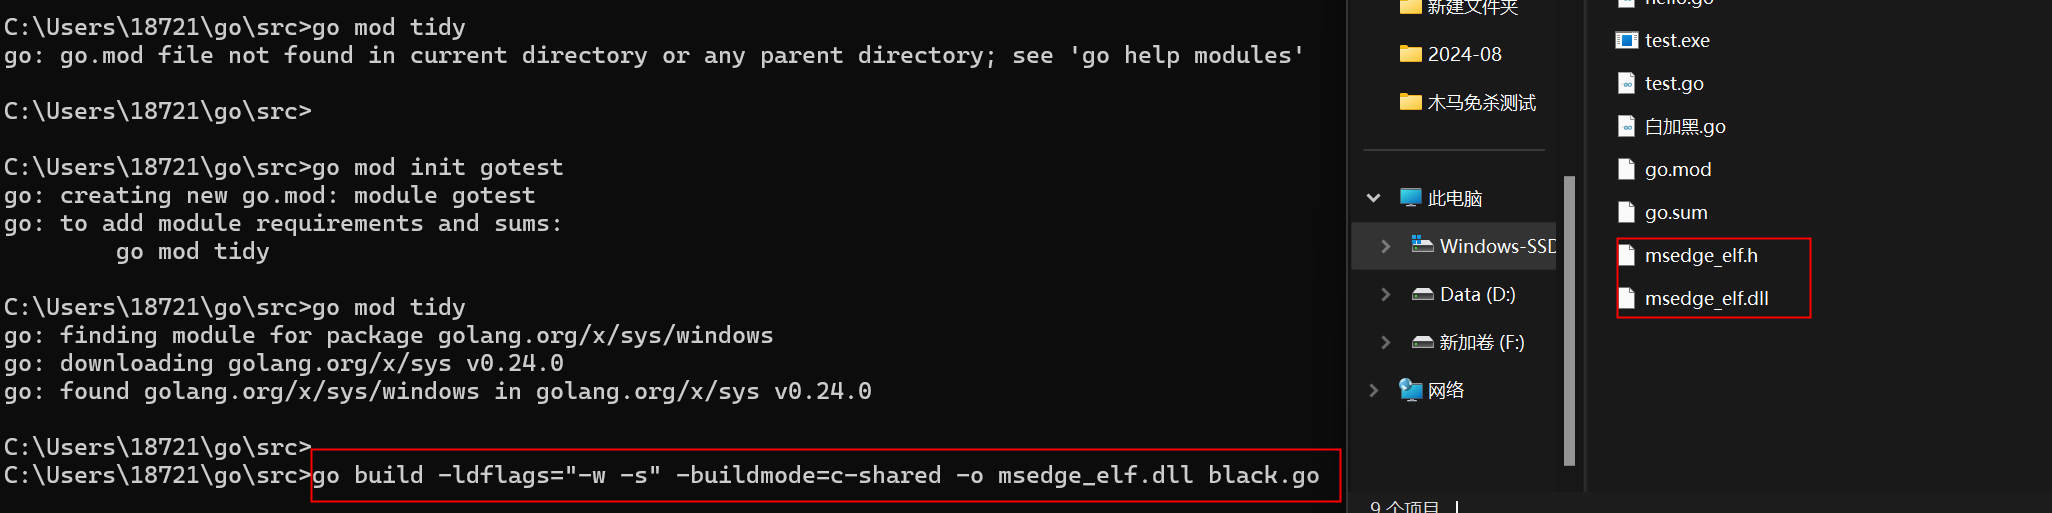 C:\Users\18721\go\src>go mod tidy
go: go.mod file not found in current directory or any parent directory; see 'go help modules'
C:\Users\18721\go\src>
C:\Users\18721\go\src>go mod init gotest
go: creating new go.mod: module gotest
go: to add module requirements and sums:
go mod tidy
C:\Users\18721\go\src>go mod tidy
go: finding module for package golang.org/x/sys/windows
go: downloading golang.org/x/sys v0.24.0
go: found golang.org/x/sys/windows in golang.org/x/sys v0.24.0
C:\Users\18721\go\src>
C:\Users\18721\go\src>go build -ldflags="-w -s" -buildmode=c-shared -o msedge_elf.dll black.go
新建文件夹
2024-08
木马免杀测试
此电脑
Windows-SSD
Data (D:)
新加卷 (F:)
网络
hello.go
test.exe
test.go
白加黑.go
go.mod
go.sum
msedge_elf.h
msedge_elf.dll
9 个项目